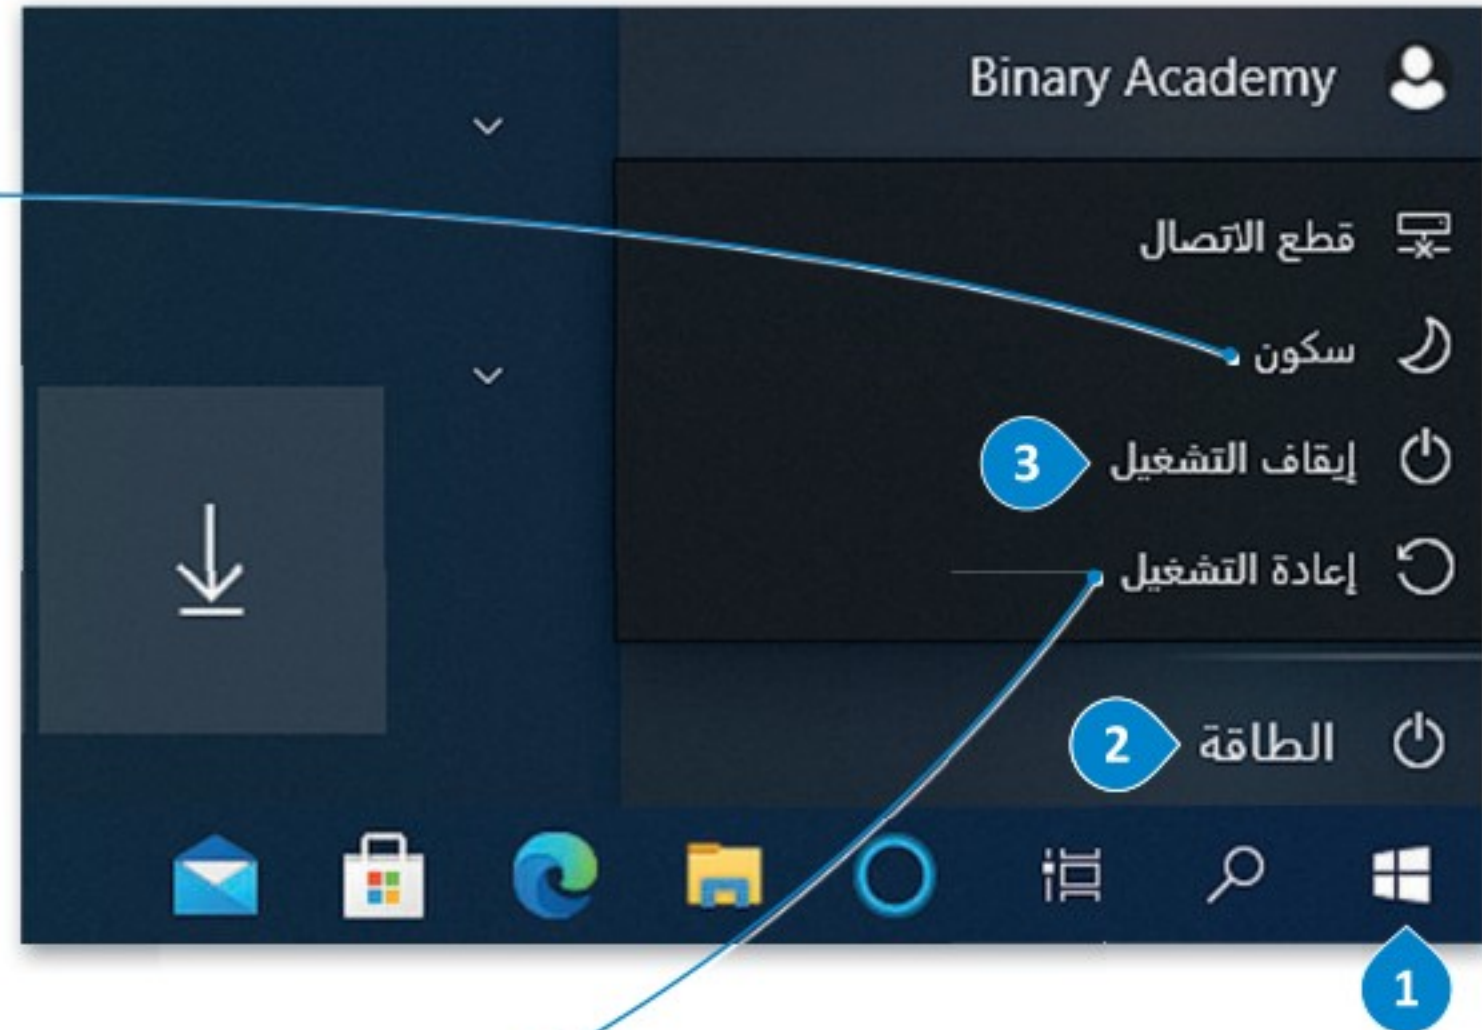 Binary Academy
قطع الاتصال
سكون
إيقاف التشغيل
3
إعادة التشغيل
الطاقة
2
1